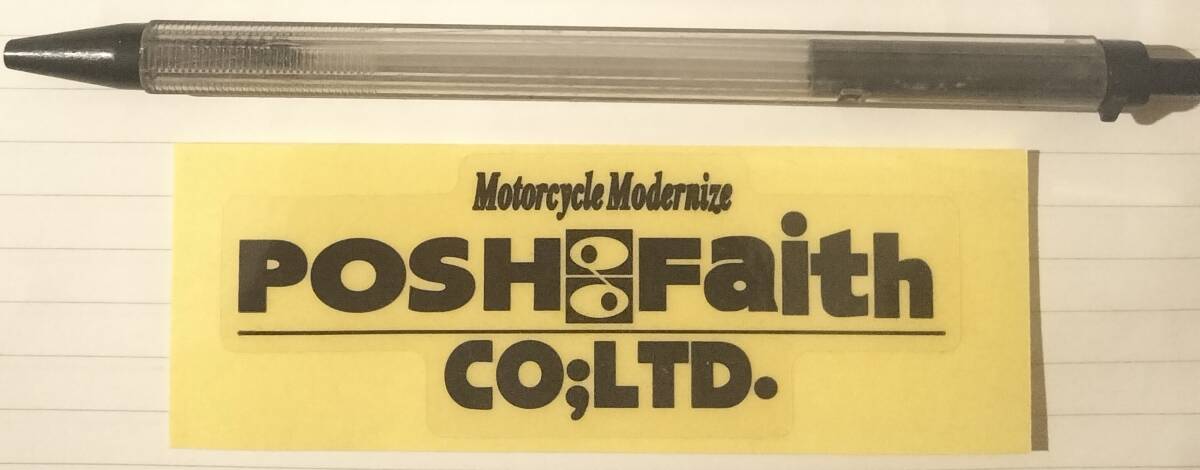 Motorcycle Modernize
POSH Faith
CO;LTD.